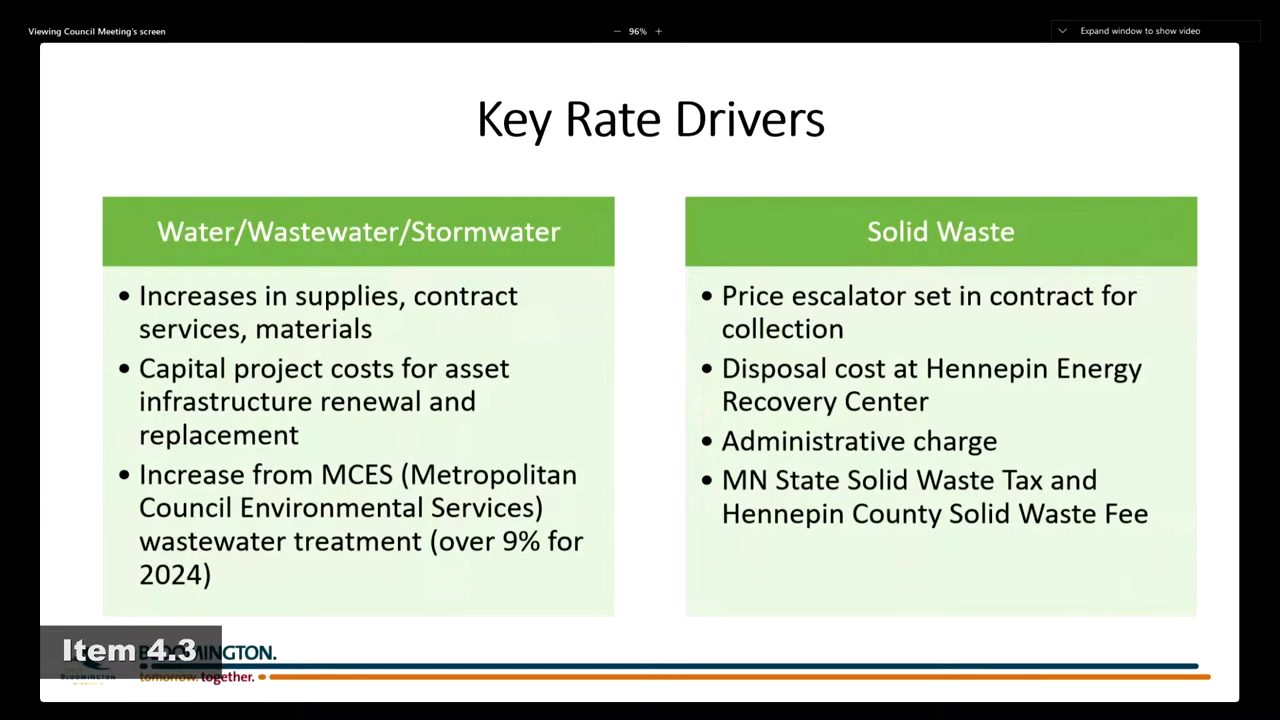 Viewing Council Meeting's screen
− 96% +
Expand window to show video
Key Rate Drivers
Water/Wastewater/Stormwater
• Increases in supplies, contract
services, materials
• Capital project costs for asset
infrastructure renewal and
replacement
• Increase from MCES (Metropolitan
Council Environmental Services)
wastewater treatment (over 9% for
2024)
Solid Waste
• Price escalator set in contract for
collection
• Disposal cost at Hennepin Energy
Recovery Center
• Administrative charge
• MN State Solid Waste Tax and
Hennepin County Solid Waste Fee
Item 4.3
BLOOMINGTON.
tomorrow. together.
BLOOMINGTON